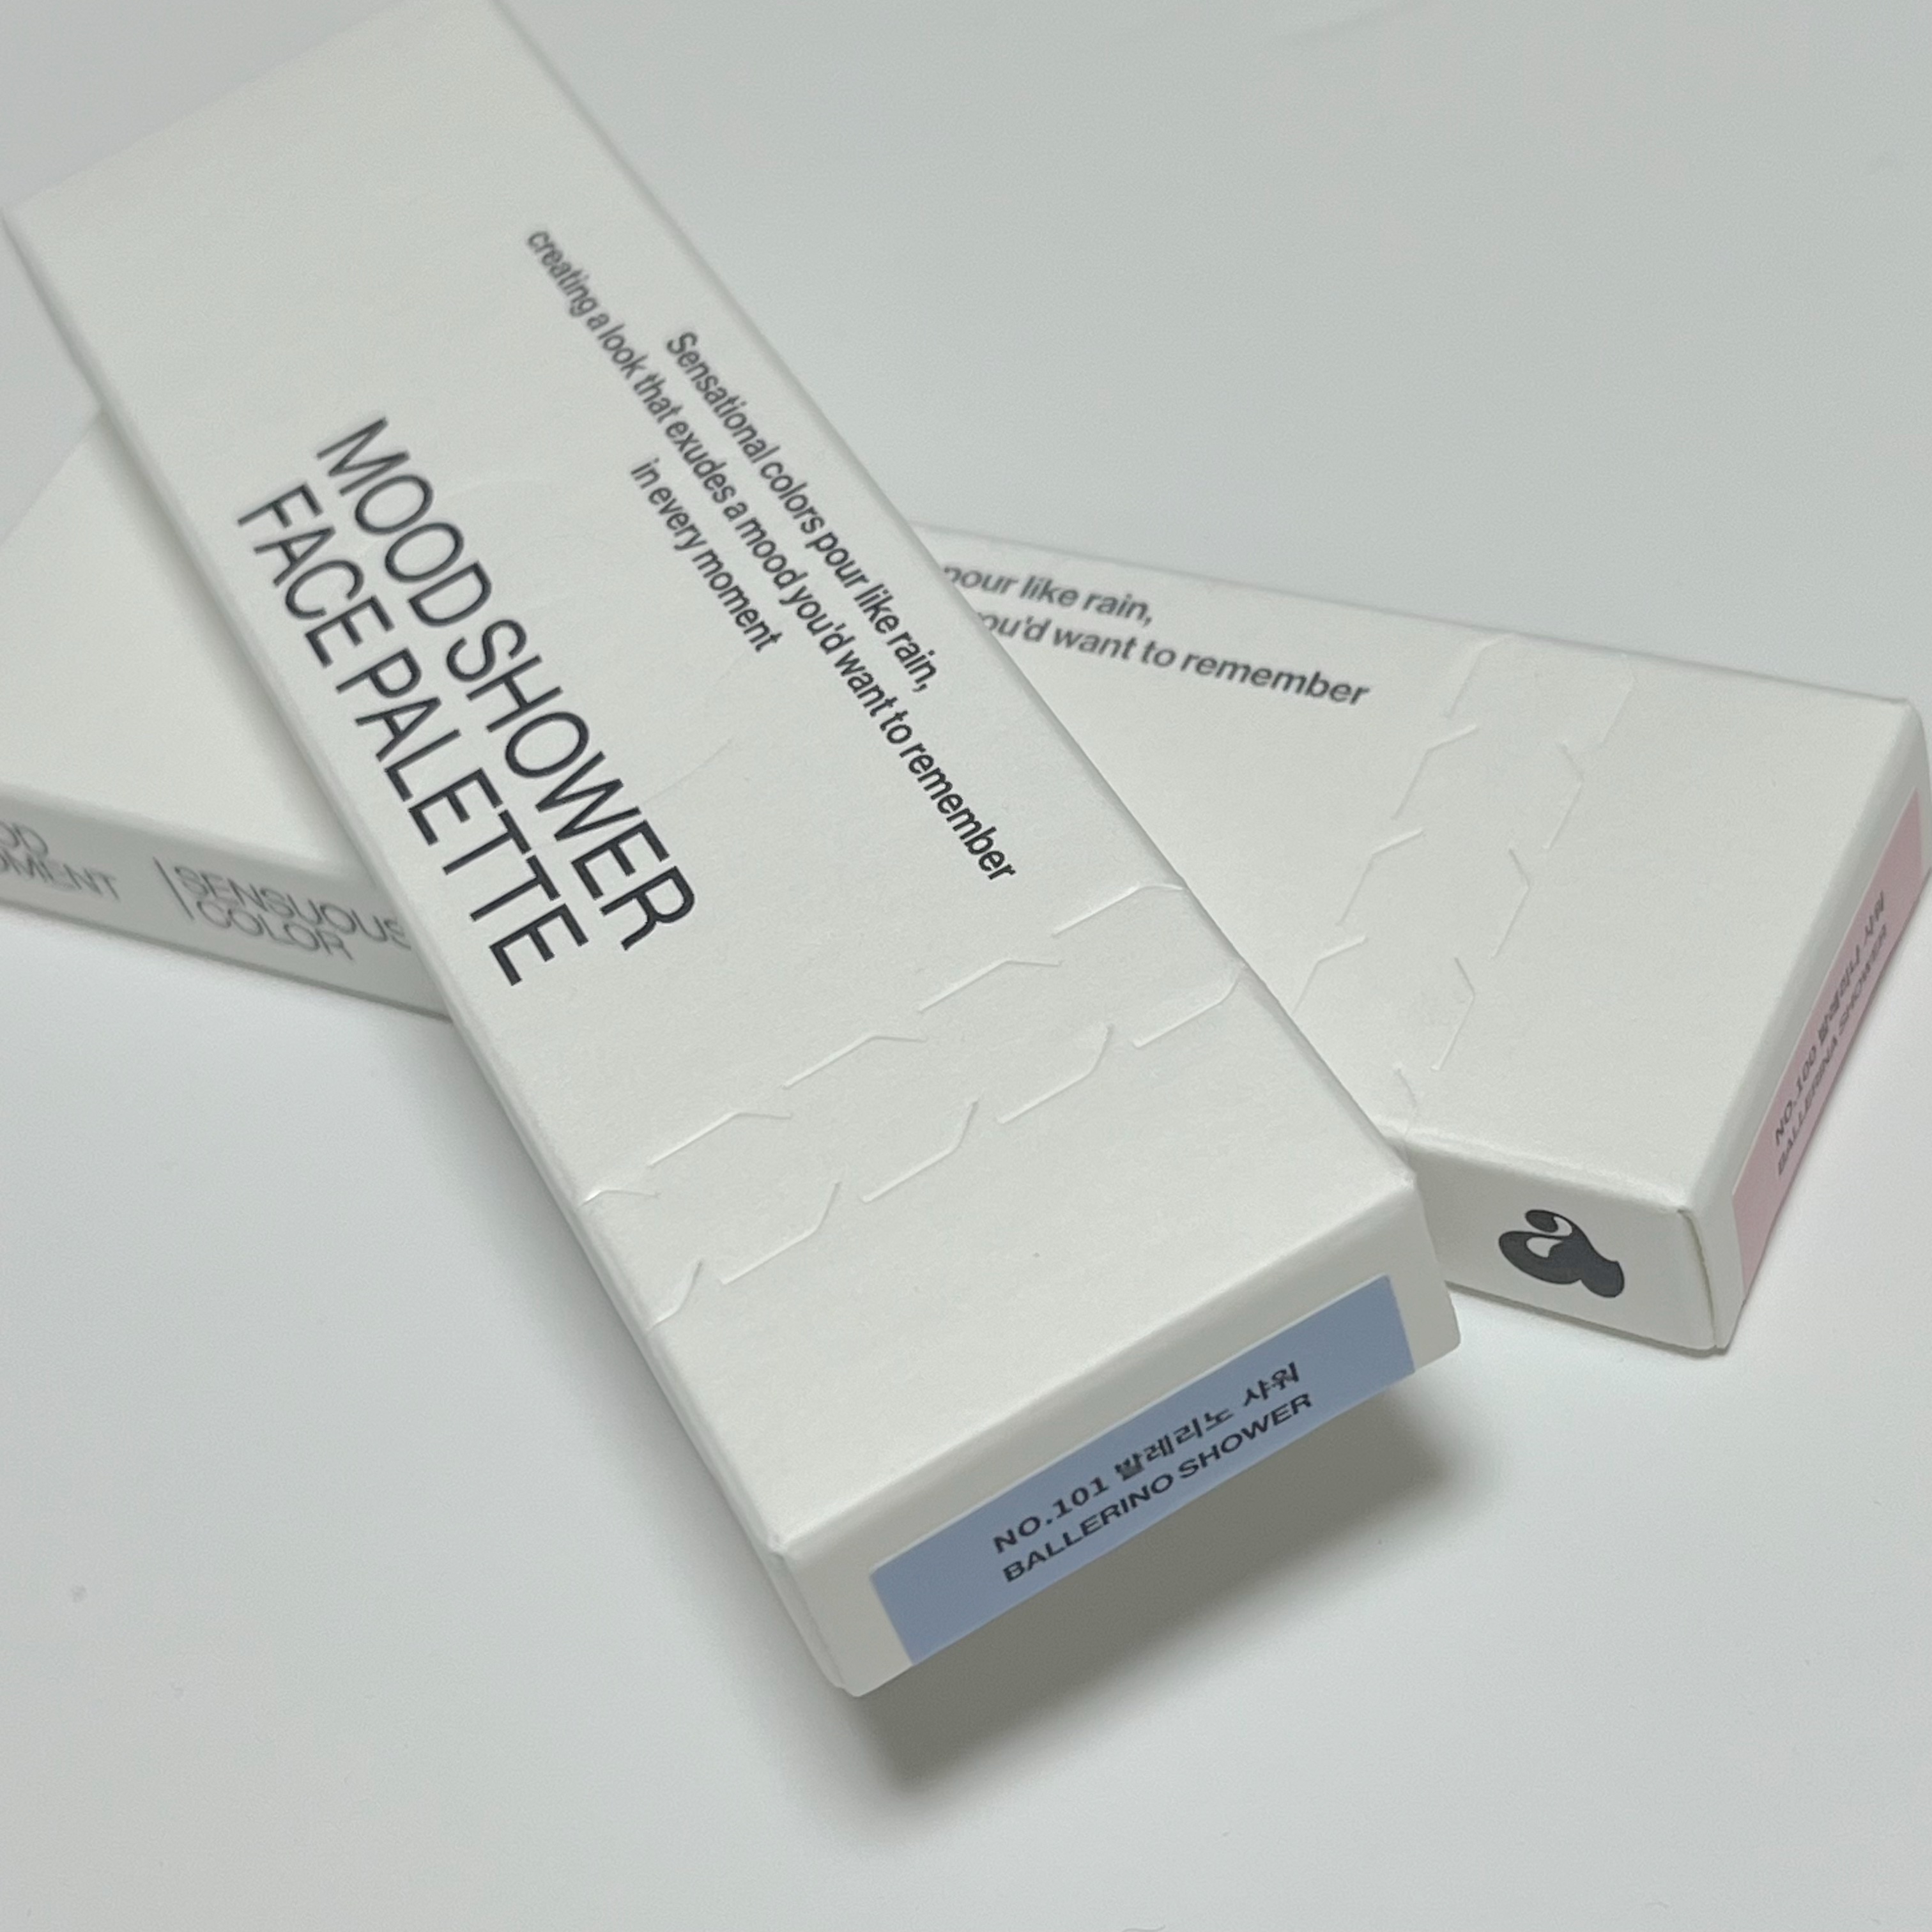 Sensational colors pour like rain,
creating a look that exudes a mood you'd want to remember
in every moment
MOOD SHOWER
FACE PALETTE
NO.101 발레리노 샤워
BALLERINO SHOWER
pour like rain,
you'd want to remember
NO.100 발레리나 샤워
BALLERINA SHOWER
SENSUOUS
COLOR